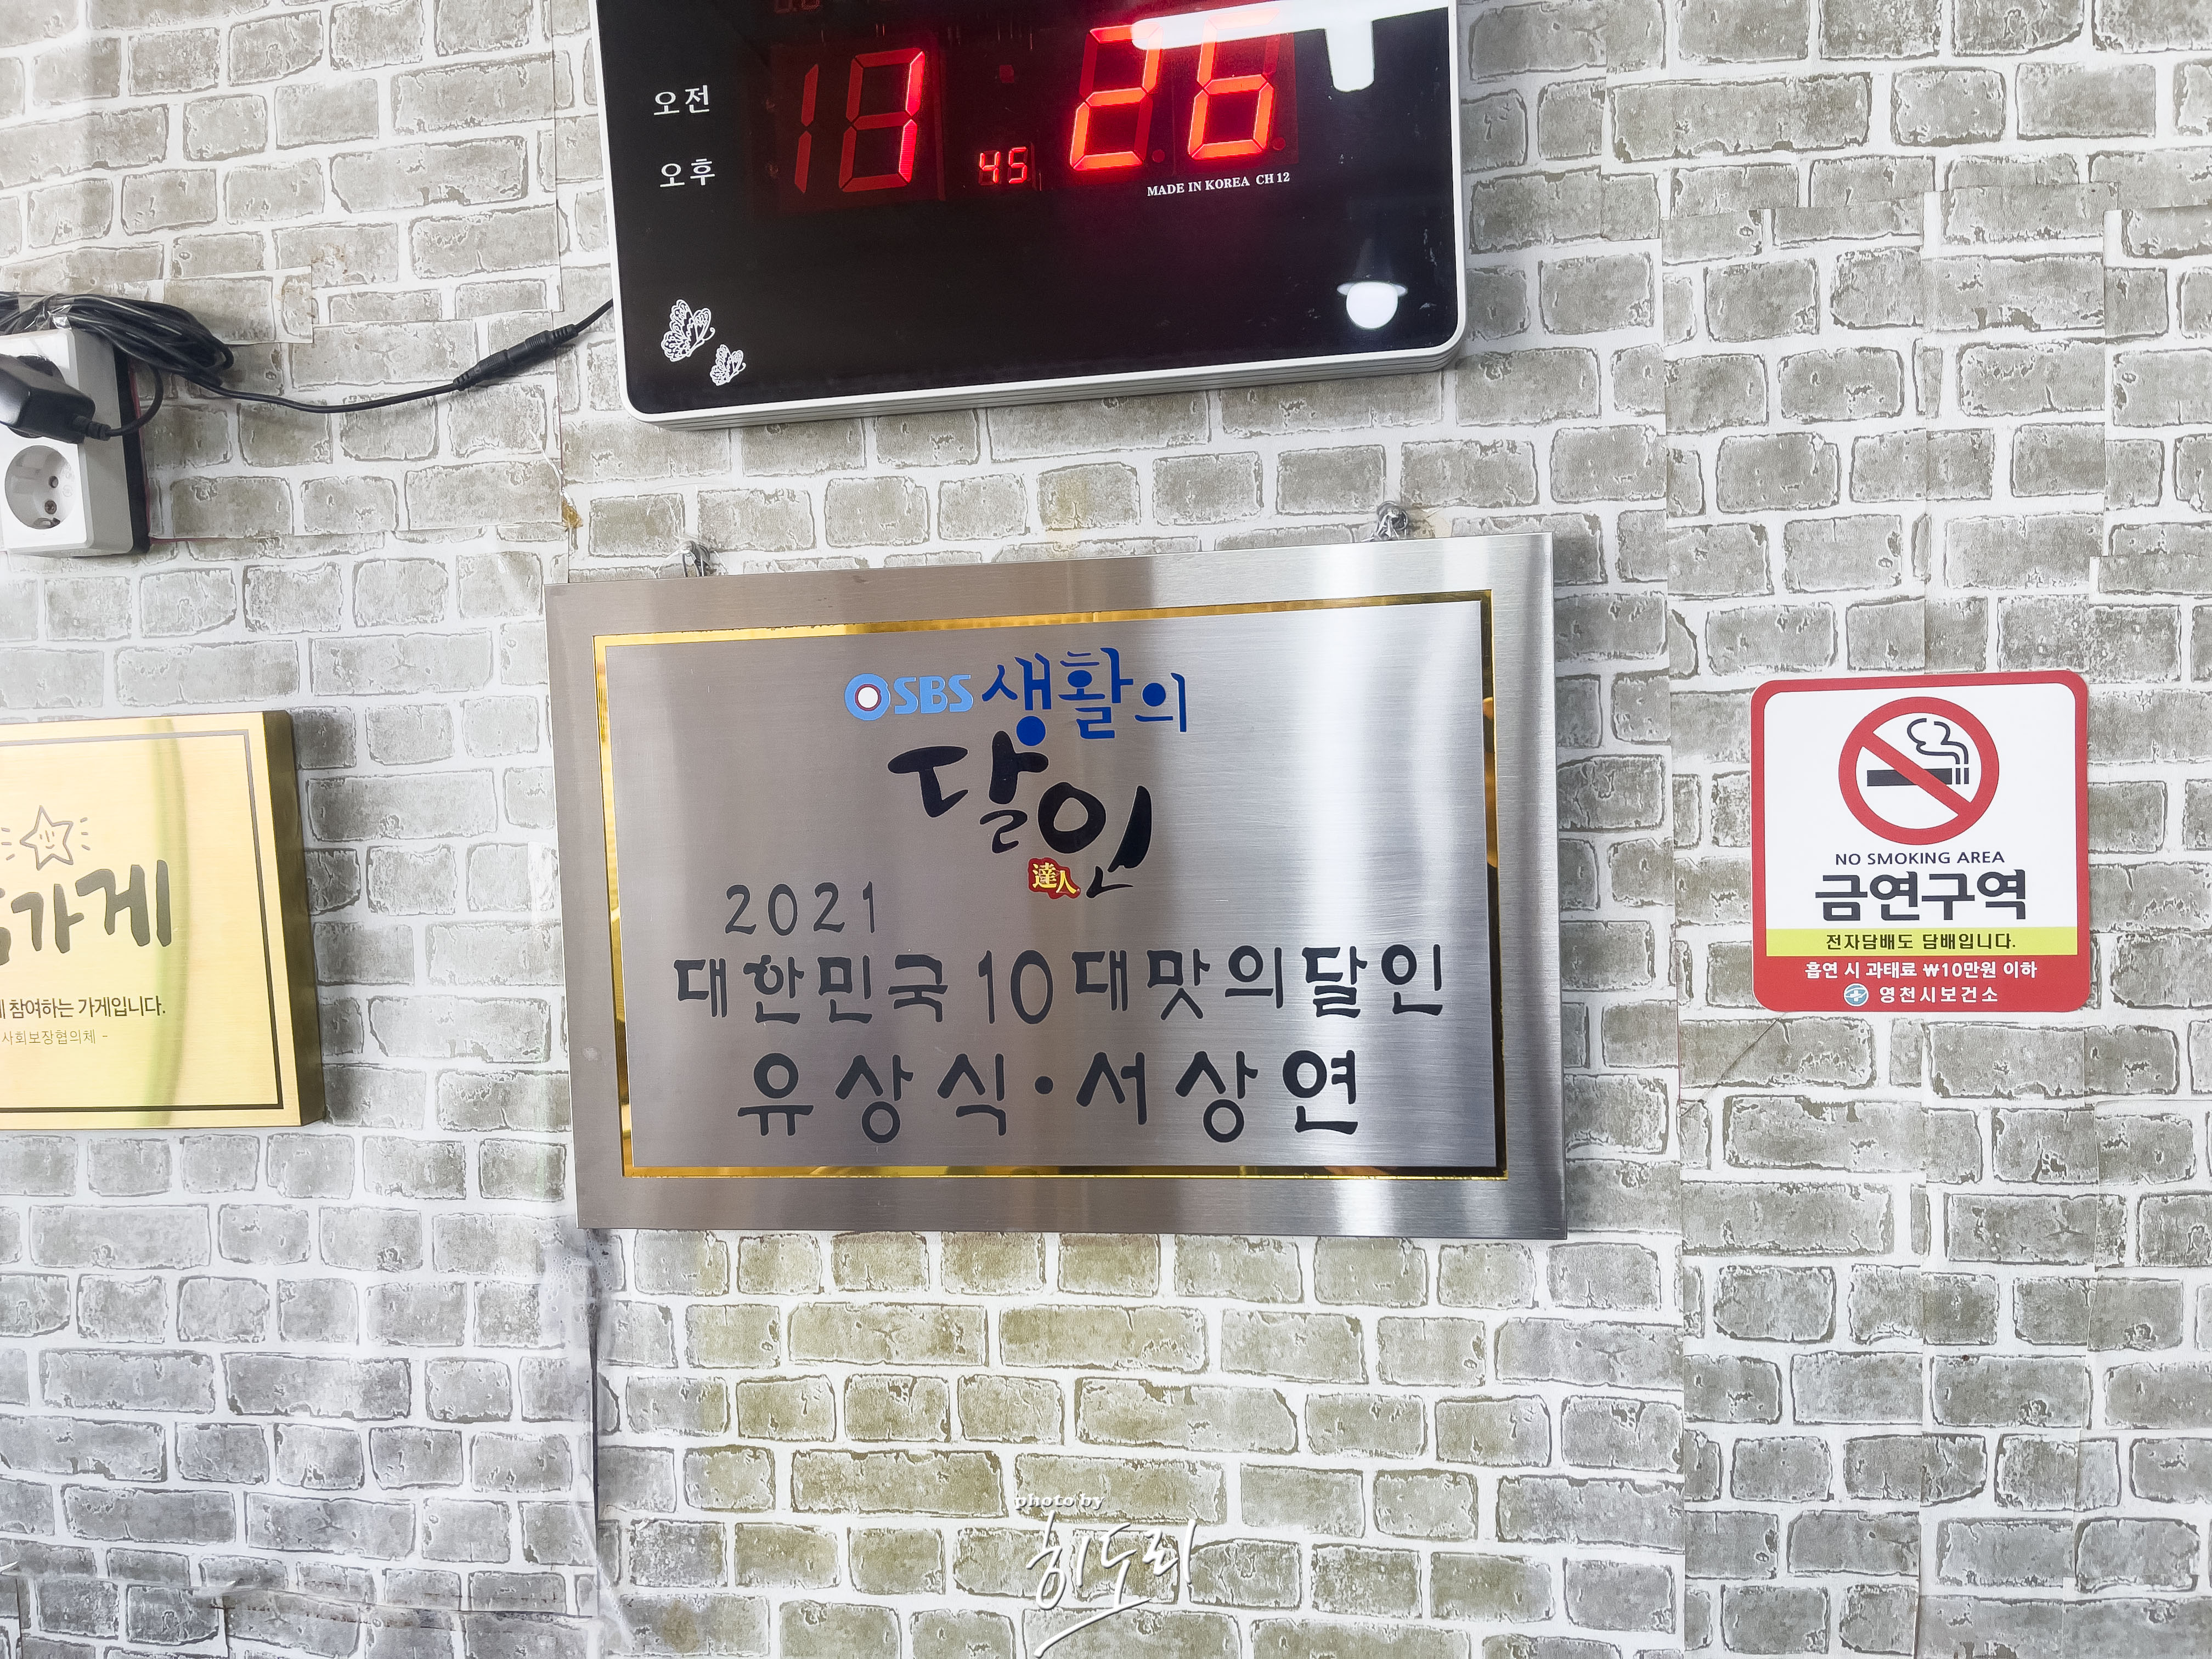 오전
오후
1 26
45
MADE IN KOREA CH 12
SBS 생활의
달인
達人
2021
대한민국 10대맛의달인
유상식·서상연
가게
참여하는 가게입니다.
사회보장협의체 -
NO SMOKING AREA
금연구역
전자담배도 담배입니다.
흡연 시 과태료 ₩10만원 이하
영천시보건소
photo by
히도리